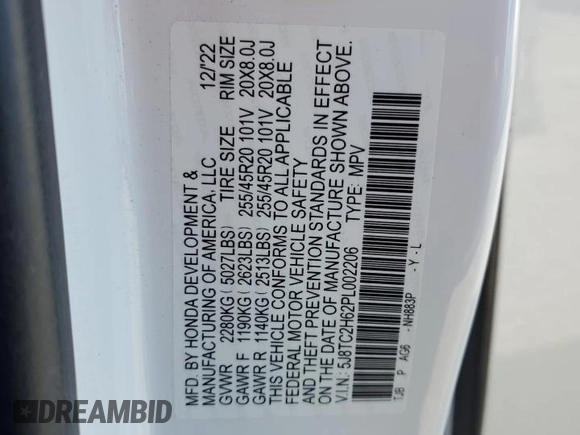 MFD. BY HONDA DEVELOPMENT &
MANUFACTURING OF AMERICA, LLC 12/'22
GVWR 2280KG(5027LBS) TIRE SIZE RIM SIZE
GAWR F 1190KG(2623LBS) 255/45R20 101V 20X8.0J
GAWR R 1140KG(2513LBS) 255/45R20 101V 20X8.0J
THIS VEHICLE CONFORMS TO ALL APPLICABLE
FEDERAL MOTOR VEHICLE SAFETY
AND THEFT PREVENTION STANDARDS IN EFFECT
ON THE DATE OF MANUFACTURE SHOWN ABOVE.
V.I.N.: 5J8TC2H62PL002206 TYPE: MPV
TJB P AG6 -NH883P -Y-L
DREAMBID